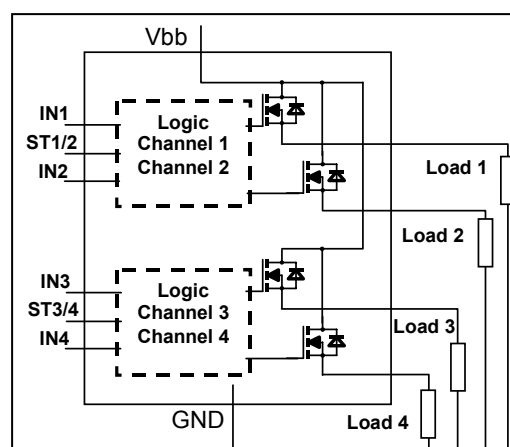 Vbb
IN1
ST1/2
IN2
Logic
Channel 1
Channel 2
Load 1
Load 2
IN3
ST3/4
IN4
Logic
Channel 3
Channel 4
Load 3
Load 4
GND